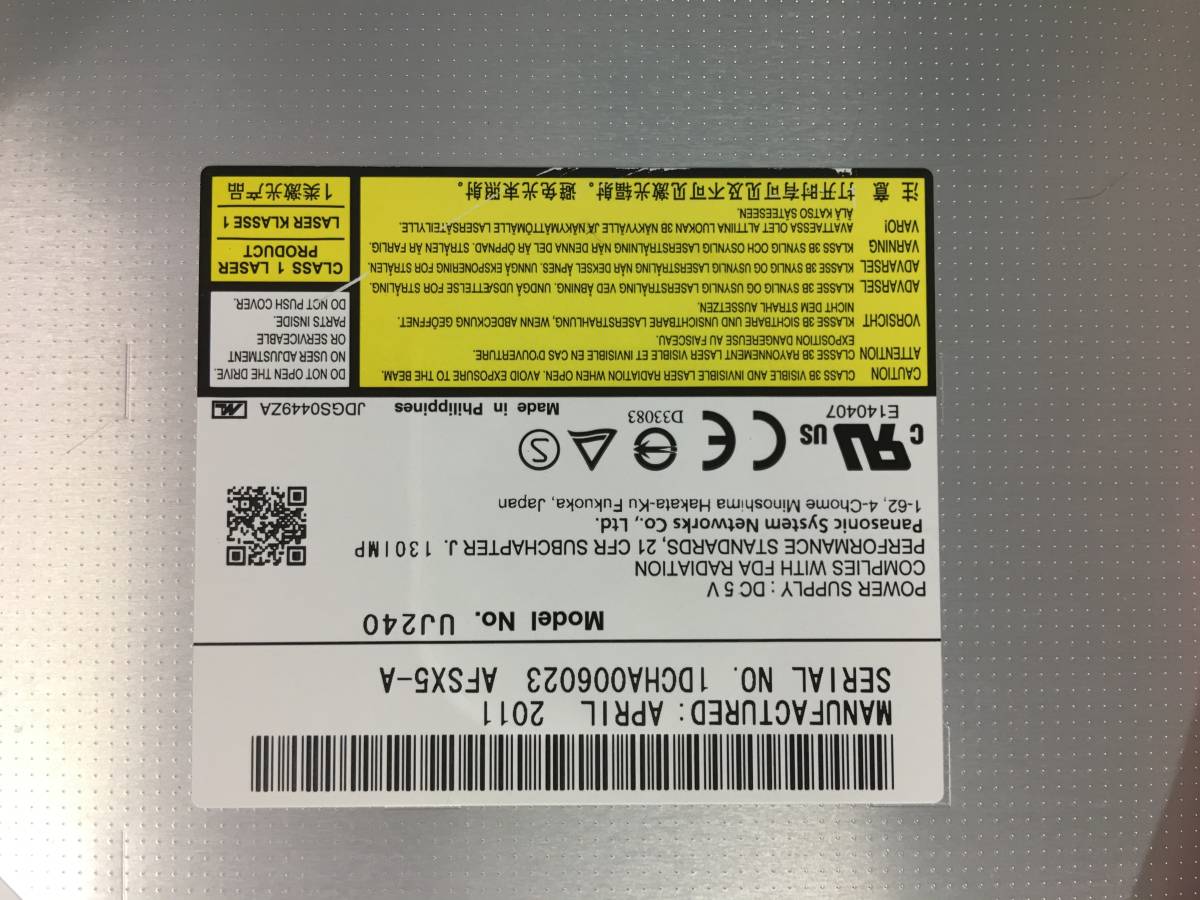 MANUFACTURED: APRIL 2011
SERIAL NO. 1DCHA006023 AFSX5-A
Model No. UJ240
POWER SUPPLY : DC 5 V
COMPLIES WITH FDA RADIATION
PERFORMANCE STANDARDS, 21 CFR SUBCHAPTER J. 1301MP
Panasonic System Networks Co., Ltd.
1-62, 4-Chome Minoshima Hakata-Ku Fukuoka, Japan
C UR US CE D33083 S
E140407
Made in Philippines JDGS0449ZA
CAUTION CLASS 3B VISIBLE AND INVISIBLE LASER RADIATION WHEN OPEN. AVOID EXPOSURE TO THE BEAM.
ATTENTION CLASSE 3B RAYONNEMENT LASER VISIBLE ET INVISIBLE EN CAS D'OUVERTURE.
EXPOSITION DANGEREUSE AU FAISCEAU.
VORSICHT KLASSE 3B SICHTBARE UND UNSICHTBARE LASERSTRAHLUNG, WENN ABDECKUNG GEÖFFNET.
NICHT DEM STRAHL AUSSETZEN.
ADVARSEL KLASSE 3B SYNLIG OG USYNLIG LASERSTRÅLING VED ÅBNING. UNDGÅ UDSÆTTELSE FOR STRÅLING.
ADVARSEL KLASSE 3B SYNLIG OG USYNLIG LASERSTRÅLING NÅR DEKSEL ÅPNES. UNNGÅ EKSPONERING FOR STRÅLEN.
VARNING KLASS 3B SYNLIG OCH OSYNLIG LASERSTRÅLNING NÄR DENNA DEL ÄR ÖPPNAD. STRÅLEN ÄR FARLIG.
VARO! AVATTAESSA OLET ALTTIINA LUOKAN 3B NÄKYVÄLLE JA NÄKYMÄTTÖMÄLLE LASERSÄTEILYLLE.
ÄLÄ KATSO SÄTEESEEN.
注 意 打开时有可见及不可见激光辐射。避免光束照射。
DO NOT OPEN THE DRIVE.
NO USER ADJUSTMENT
OR SERVICEABLE
PARTS INSIDE.
DO NOT PUSH COVER.
CLASS 1 LASER
PRODUCT
LASER KLASSE 1
1类激光产品